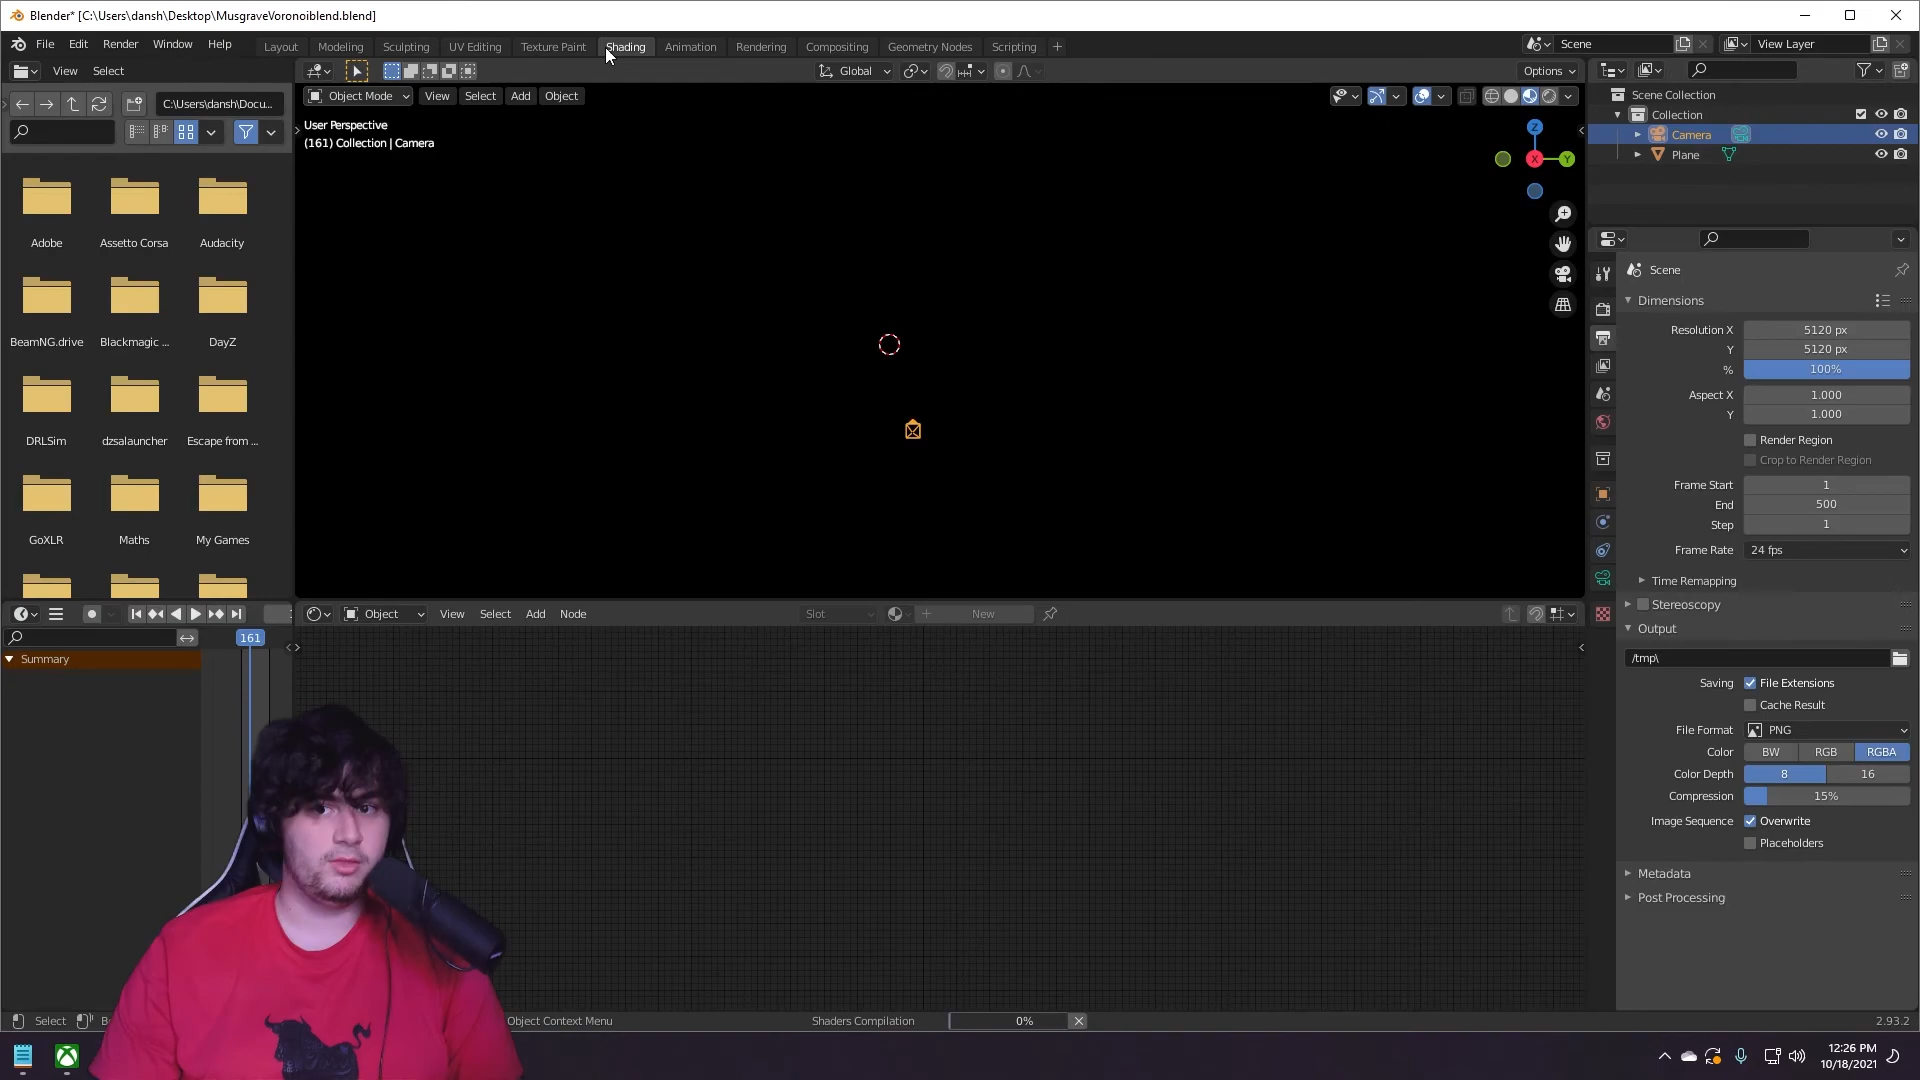 Blender* [C:\Users\dansh\Desktop\MusgraveVoronoiblend.blend]
File Edit Render Window Help Layout Modeling Sculpting UV Editing Texture Paint Shading Animation Rendering Compositing Geometry Nodes Scripting + Scene View Layer
View Select Global Options
C:\Users\dansh\Docu... Object Mode View Select Add Object Scene Collection
Collection
User Perspective
(161) Collection | Camera
Camera
Plane
Z
X Y
Adobe Assetto Corsa Audacity
BeamNG.drive Blackmagic ... DayZ
DRLSim dzsalauncher Escape from ...
GoXLR Maths My Games
Scene
Dimensions
Resolution X 5120 px
Y 5120 px
% 100%
Aspect X 1.000
Y 1.000
Render Region
Crop to Render Region
Frame Start 1
End 500
Step 1
Frame Rate 24 fps
Time Remapping
Stereoscopy
Output
/tmp\
Saving File Extensions
Cache Result
File Format PNG
Color BW RGB RGBA
Color Depth 8 16
Compression 15%
Image Sequence Overwrite
Placeholders
Metadata
Post Processing
Object View Select Add Node Slot New
161
Summary
Select Object Context Menu Shaders Compilation 0% 2.93.2
12:26 PM
10/18/2021